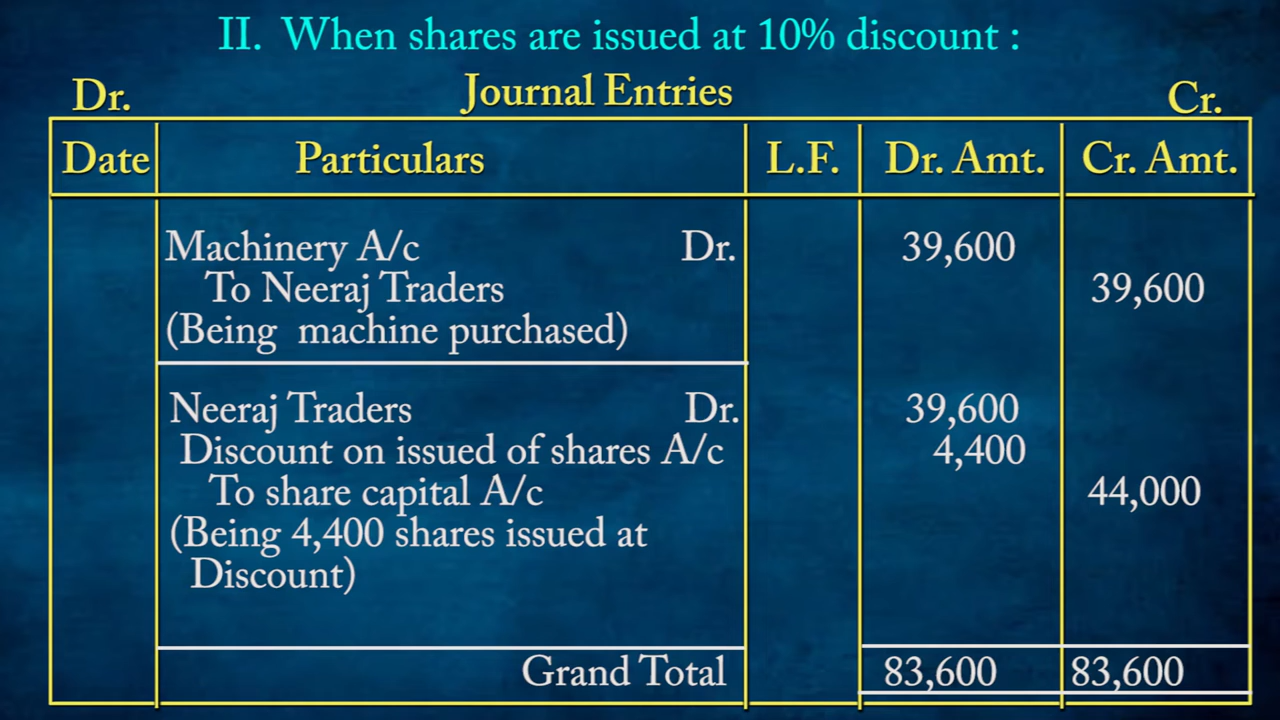 II. When shares are issued at 10% discount :
Dr. Journal Entries Cr.
Date Particulars L.F. Dr. Amt. Cr. Amt.
Machinery A/c Dr. 39,600
To Neeraj Traders 39,600
(Being machine purchased)
Neeraj Traders Dr. 39,600
Discount on issued of shares A/c 4,400
To share capital A/c 44,000
(Being 4,400 shares issued at
Discount)
Grand Total 83,600 83,600